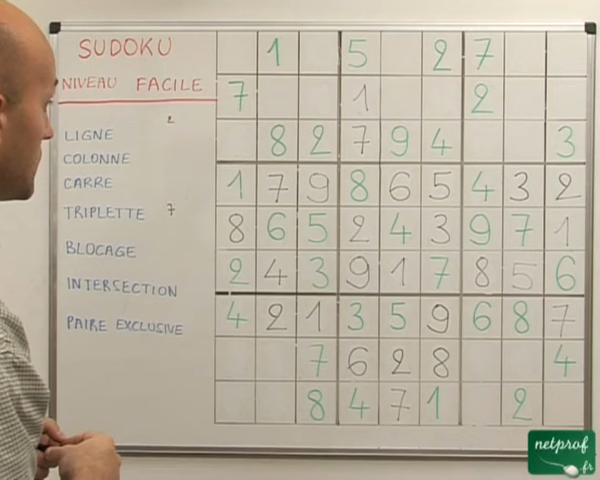 SUDOKU
NIVEAU FACILE
2
LIGNE
COLONNE
CARRE
TRIPLETTE 7
BLOCAGE
INTERSECTION
PAIRE EXCLUSIVE
1 5 2 7
7 1 2
8 2 7 9 4 3
1 7 9 8 6 5 4 3 2
8 6 5 2 4 3 9 7 1
2 4 3 9 1 7 8 5 6
4 2 1 3 5 9 6 8 7
7 6 2 8 4
8 4 7 1 2
netprof
.fr